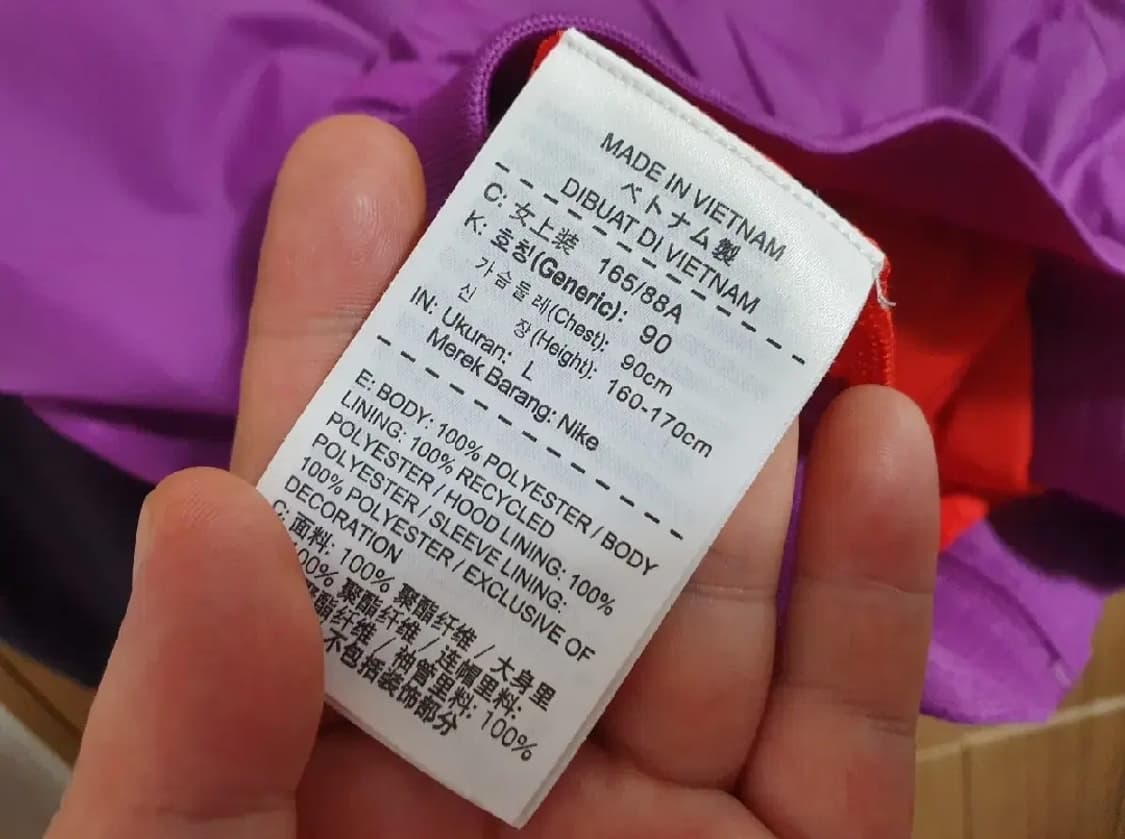 MADE IN VIETNAM
ベトナム製
DIBUAT DI VIETNAM
C: 女上装 165/88A
K: 호칭(Generic): 90
가슴둘레(Chest): 90cm
신 장(Height): 160-170cm
IN: Ukuran: L
Merek Barang: Nike
E: BODY: 100% POLYESTER / BODY
LINING: 100% RECYCLED
POLYESTER / HOOD LINING: 100%
POLYESTER / SLEEVE LINING:
100% POLYESTER / EXCLUSIVE OF
DECORATION
C: 面料: 100% 聚酯纤维 / 大身里
100% 聚酯纤维 / 连帽里料:
聚酯纤维 / 袖管里料: 100%
不包括装饰部分